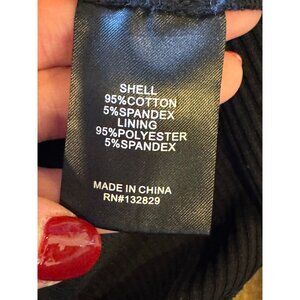 SHELL
95%COTTON
5%SPANDEX
LINING
95%POLYESTER
5%SPANDEX
MADE IN CHINA
RN#132829